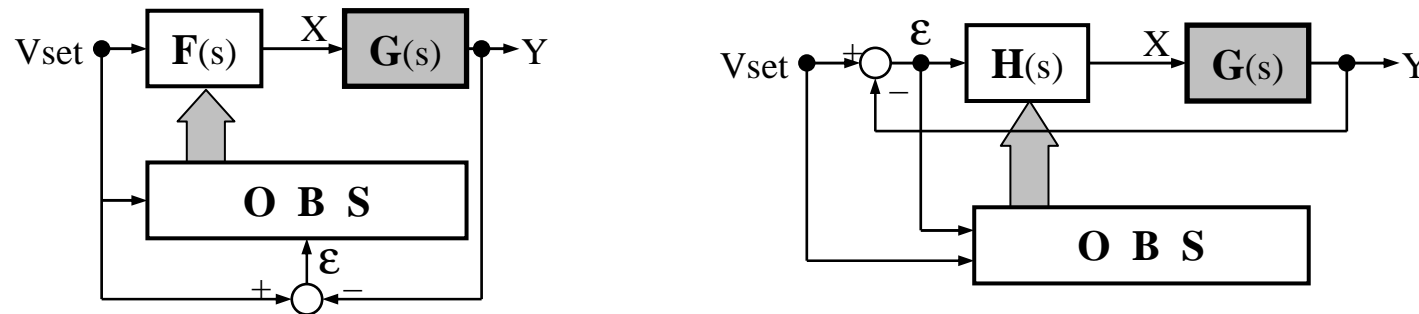 Vset F(s) X G(s) Y
O B S
ε
+ −
Vset + ε H(s) X G(s) Y
−
O B S